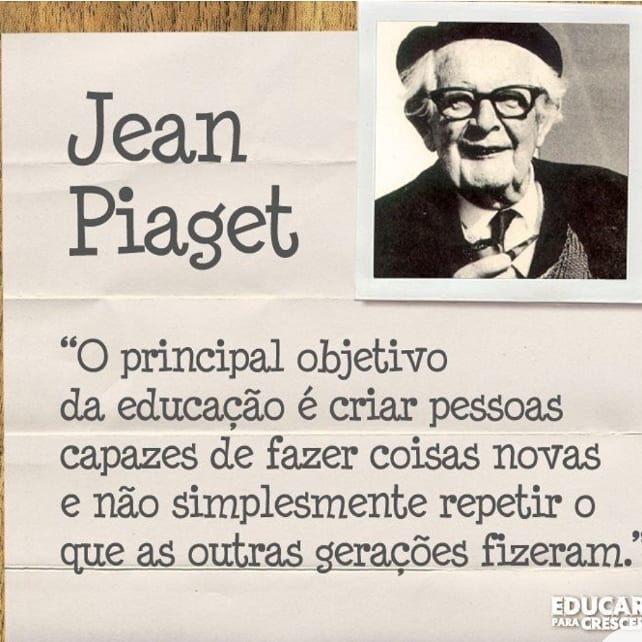 Jean
Piaget
“O principal objetivo
da educação é criar pessoas
capazes de fazer coisas novas
e não simplesmente repetir o
que as outras gerações fizeram.”
EDUCAR
PARA CRESCE